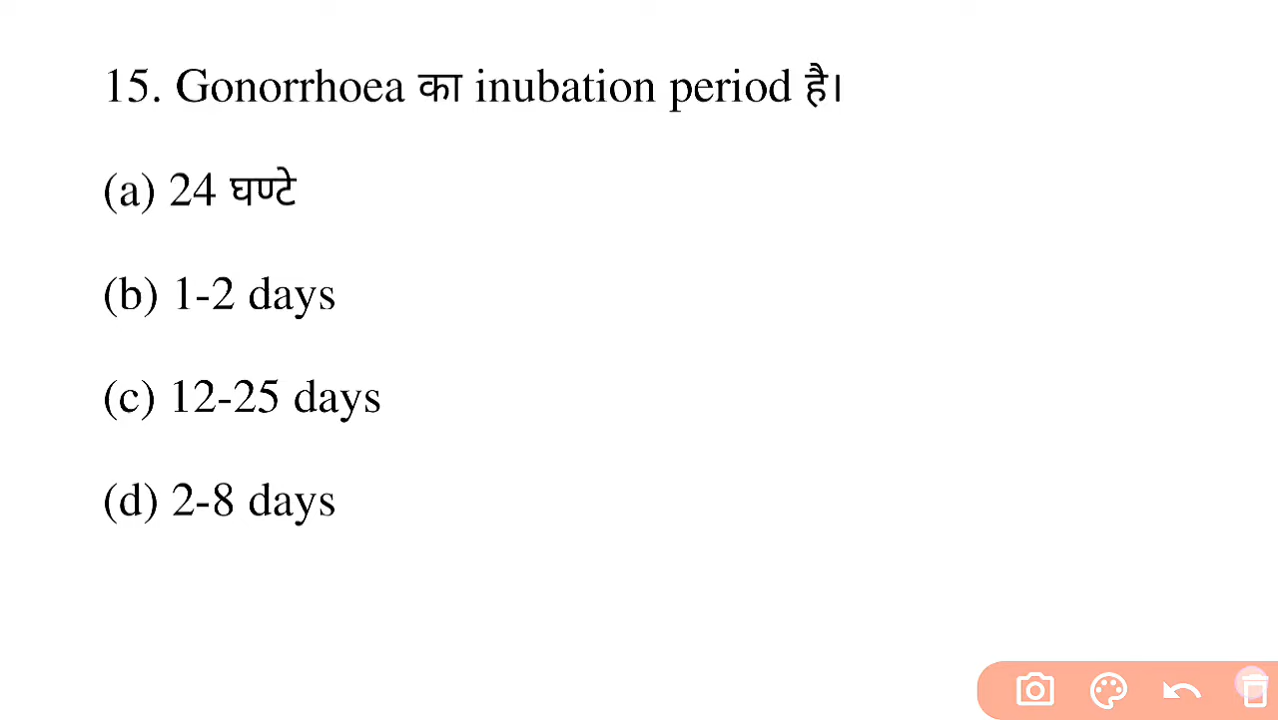 15. Gonorrhoea का inubation period है।
(a) 24 घण्टे
(b) 1-2 days
(c) 12-25 days
(d) 2-8 days